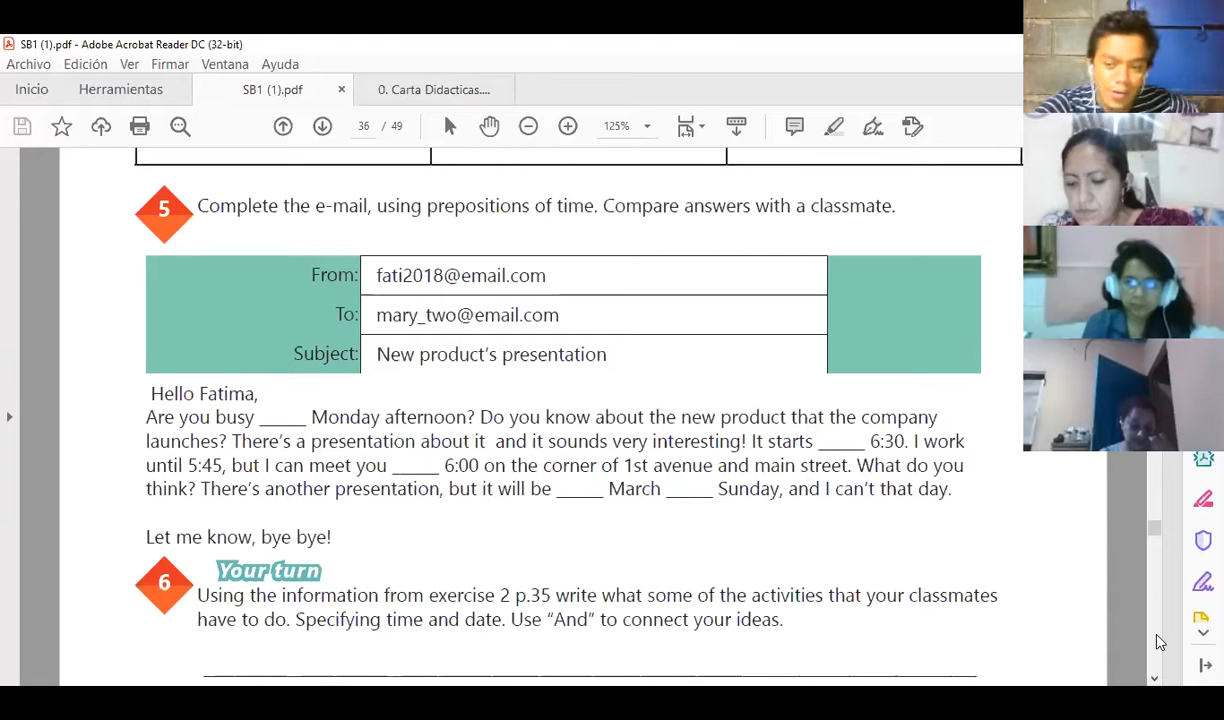 SB1 (1).pdf - Adobe Acrobat Reader DC (32-bit)
Archivo Edición Ver Firmar Ventana Ayuda
Inicio Herramientas SB1 (1).pdf × 0. Carta Didacticas....
36 / 49 125%
5 Complete the e-mail, using prepositions of time. Compare answers with a classmate.
From: fati2018@email.com
To: mary_two@email.com
Subject: New product's presentation
Hello Fatima,
Are you busy _____ Monday afternoon? Do you know about the new product that the company
launches? There's a presentation about it and it sounds very interesting! It starts _____ 6:30. I work
until 5:45, but I can meet you _____ 6:00 on the corner of 1st avenue and main street. What do you
think? There's another presentation, but it will be _____ March _____ Sunday, and I can't that day.
Let me know, bye bye!
Your turn
6 Using the information from exercise 2 p.35 write what some of the activities that your classmates
have to do. Specifying time and date. Use “And” to connect your ideas.